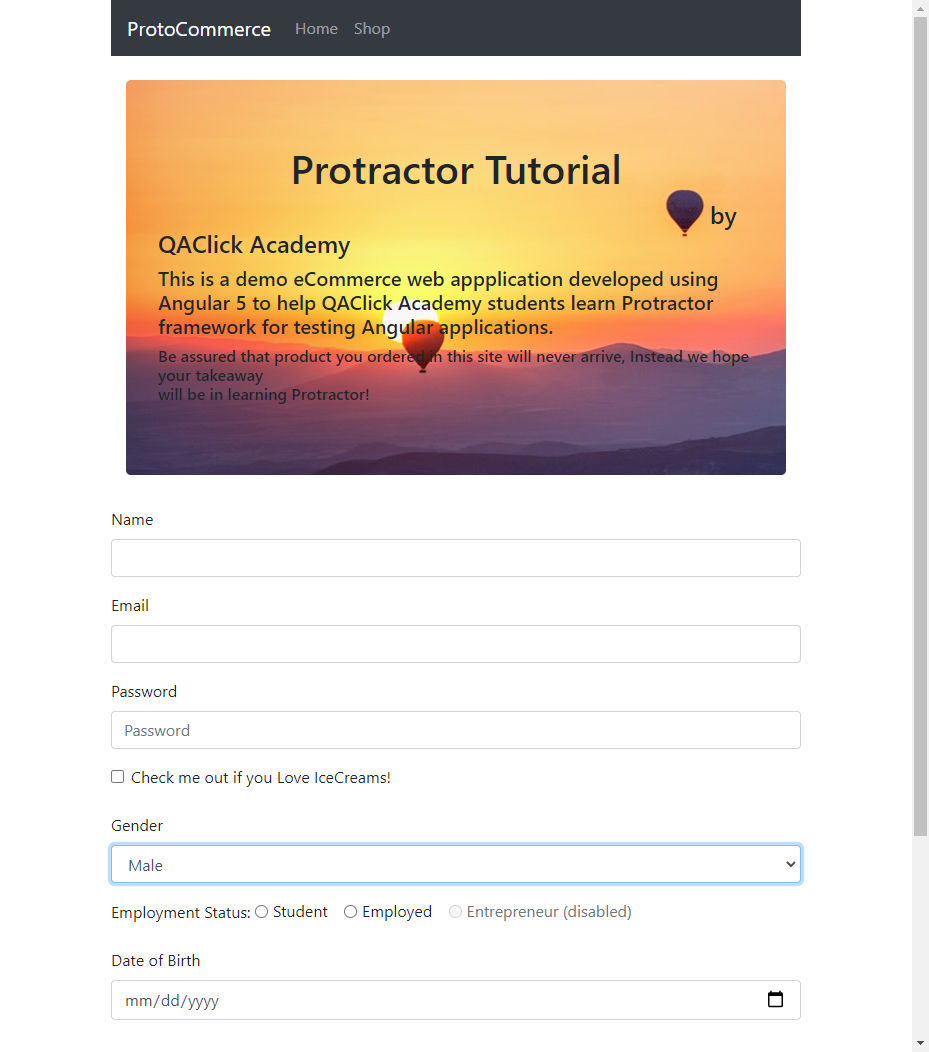 ProtoCommerce Home Shop
Protractor Tutorial
by
QAClick Academy
This is a demo eCommerce web appplication developed using
Angular 5 to help QAClick Academy students learn Protractor
framework for testing Angular applications.
Be assured that product you ordered in this site will never arrive, Instead we hope
your takeaway
will be in learning Protractor!
Name
Email
Password
Password
Check me out if you Love IceCreams!
Gender
Male
Employment Status: Student Employed Entrepreneur (disabled)
Date of Birth
mm/dd/yyyy